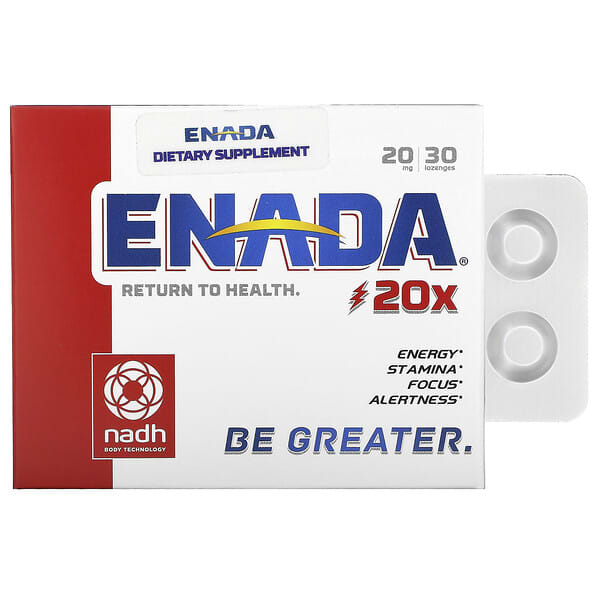 ENADA
DIETARY SUPPLEMENT
20 mg | 30 lozenges
ENADA®
RETURN TO HEALTH.
20x
ENERGY*
STAMINA*
FOCUS*
ALERTNESS*
nadh
BODY TECHNOLOGY
BE GREATER.